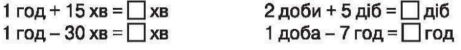 1 год + 15 хв = □ хв
1 год – 30 хв = □ хв
2 доби + 5 діб = □ діб
1 доба – 7 год = □ год